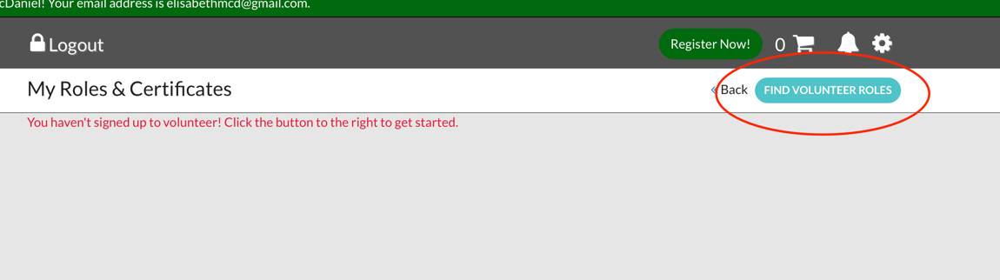 cDaniel! Your email address is elisabethmcd@gmail.com.
Logout
Register Now! 0
My Roles & Certificates
« Back FIND VOLUNTEER ROLES
You haven't signed up to volunteer! Click the button to the right to get started.